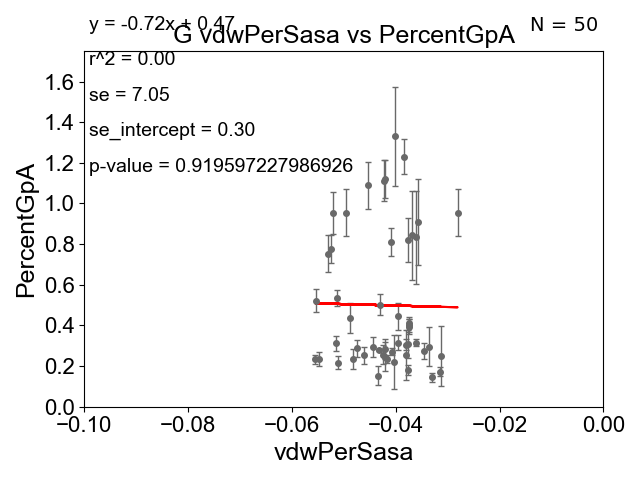 y = -0.72x + 0.47
N = 50
G vdwPerSasa vs PercentGpA
r^2 = 0.00
se = 7.05
se_intercept = 0.30
p-value = 0.919597227986926
PercentGpA
1.6
1.4
1.2
1.0
0.8
0.6
0.4
0.2
0.0
−0.10
−0.08
−0.06
−0.04
−0.02
0.00
vdwPerSasa